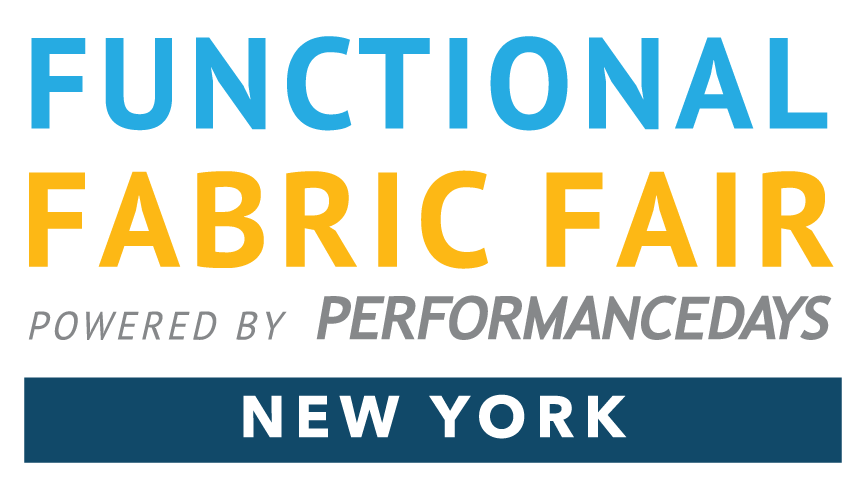 FUNCTIONAL
FABRIC FAIR
POWERED BY PERFORMANCEDAYS
NEW YORK